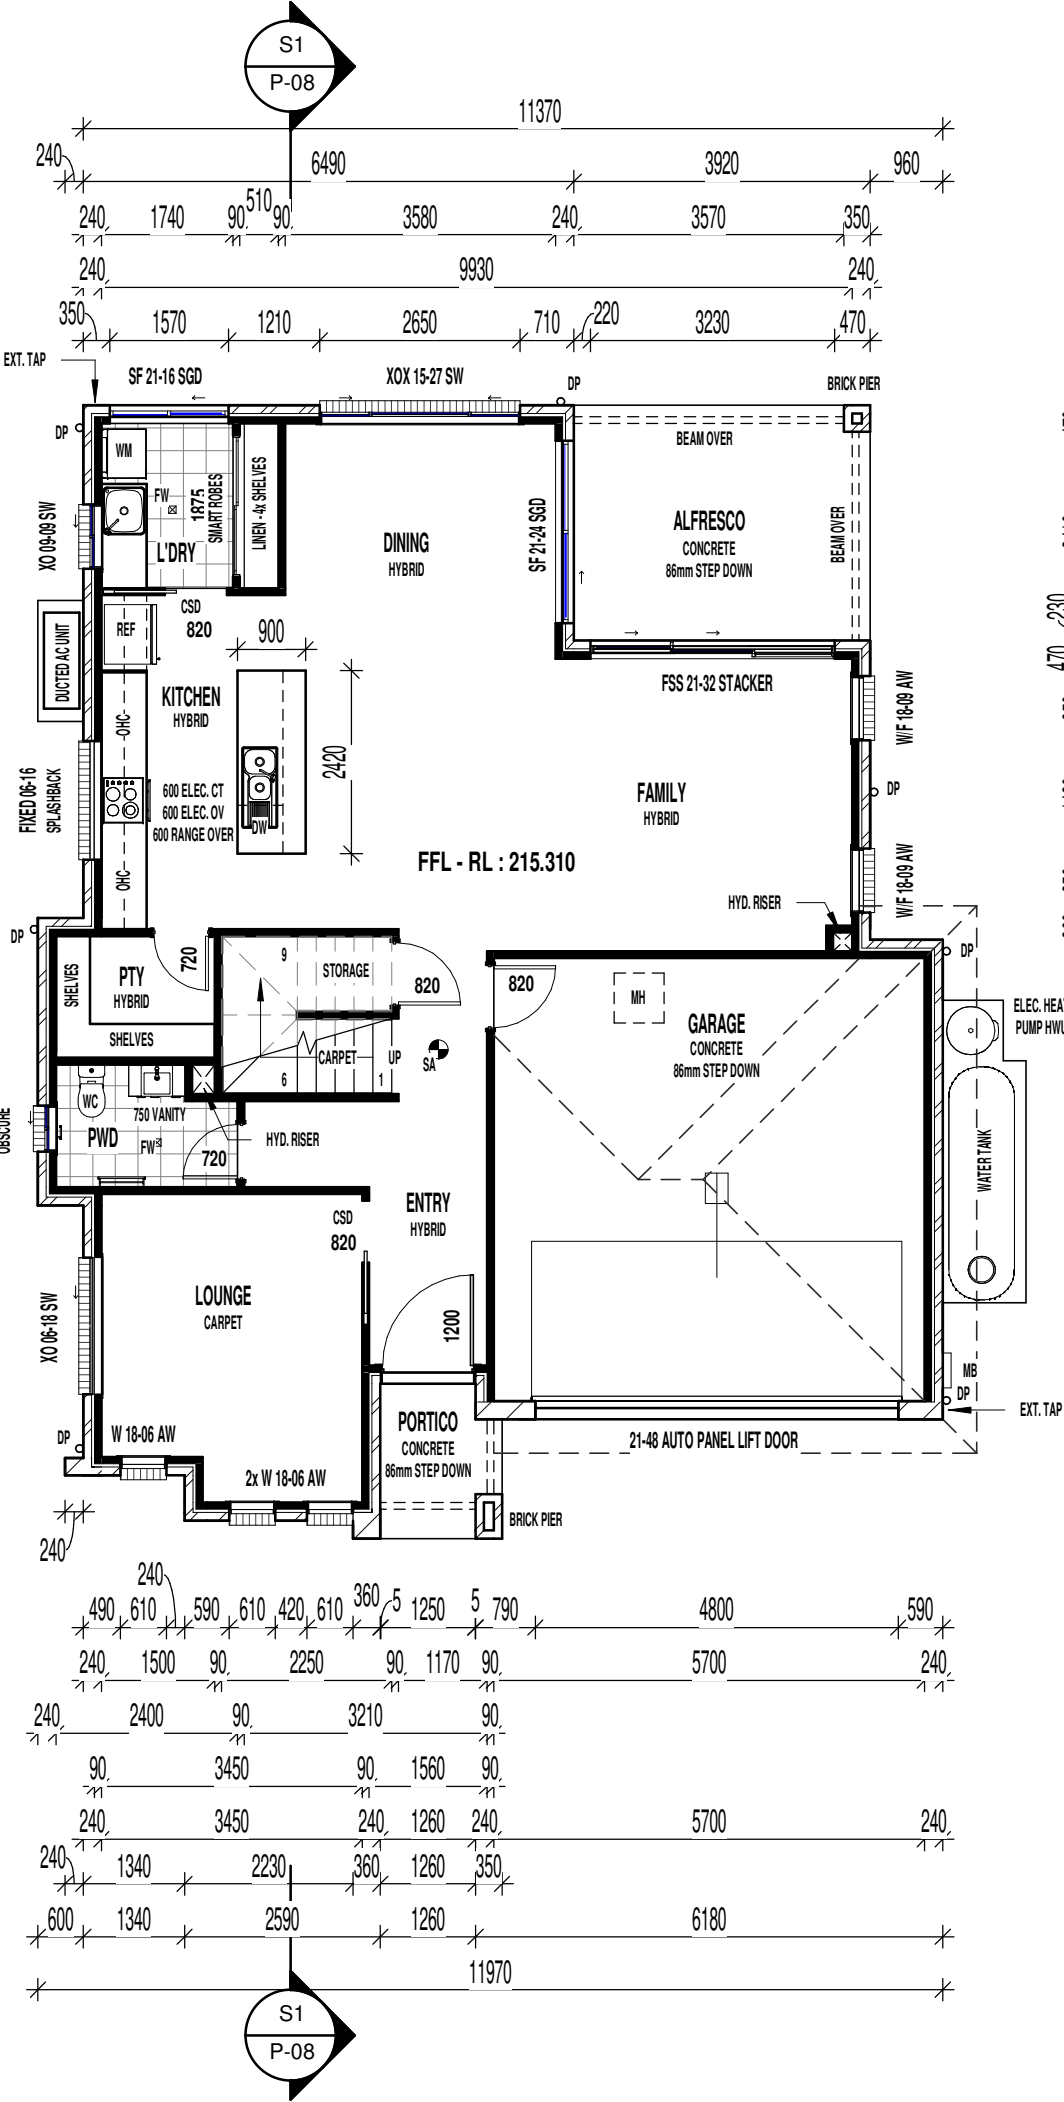 S1
P-08
11370
240 6490 3920 960
240 1740 90 510 90 3580 240 3570 350
240 9930 240
350 1570 1210 2650 710 220 3230 470
EXT. TAP
SF 21-16 SGD
XOX 15-27 SW
DP
BRICK PIER
DP
BEAM OVER
WM
XO 09-09 SW
FW
1875
SMART ROBES
LINEN - 4x SHELVES
L'DRY
DINING
HYBRID
SF 21-24 SGD
ALFRESCO
CONCRETE
86mm STEP DOWN
BEAM OVER
230
470
CSD
820
REF
900
DUCTED AC UNIT
KITCHEN
HYBRID
OHC
FSS 21-32 STACKER
W/F 18-09 AW
2420
FIXED 06-16
SPLASHBACK
600 ELEC. CT
600 ELEC. OV
600 RANGE OVER
DW
FAMILY
HYBRID
DP
FFL - RL : 215.310
OHC
W/F 18-09 AW
HYD. RISER
DP
DP
SHELVES
PTY
HYBRID
720
SHELVES
9
STORAGE
820
820
MH
GARAGE
CONCRETE
86mm STEP DOWN
ELEC. HEA
PUMP HWU
CARPET
UP
6
1
SA
OBSCURE
WC
750 VANITY
PWD
FW
720
HYD. RISER
WATER TANK
ENTRY
HYBRID
CSD
820
LOUNGE
CARPET
XO 06-18 SW
1200
MB
DP
EXT. TAP
DP
W 18-06 AW
PORTICO
CONCRETE
86mm STEP DOWN
21-48 AUTO PANEL LIFT DOOR
2x W 18-06 AW
BRICK PIER
240
490 610 240 590 610 420 610 360 5 1250 5 790 4800 590
240 1500 90 2250 90 1170 90 5700 240
240 2400 90 3210 90
90 3450 90 1560 90
240 3450 240 1260 240 5700 240
240 1340 2230 360 1260 350
600 1340 2590 1260 6180
11970
S1
P-08